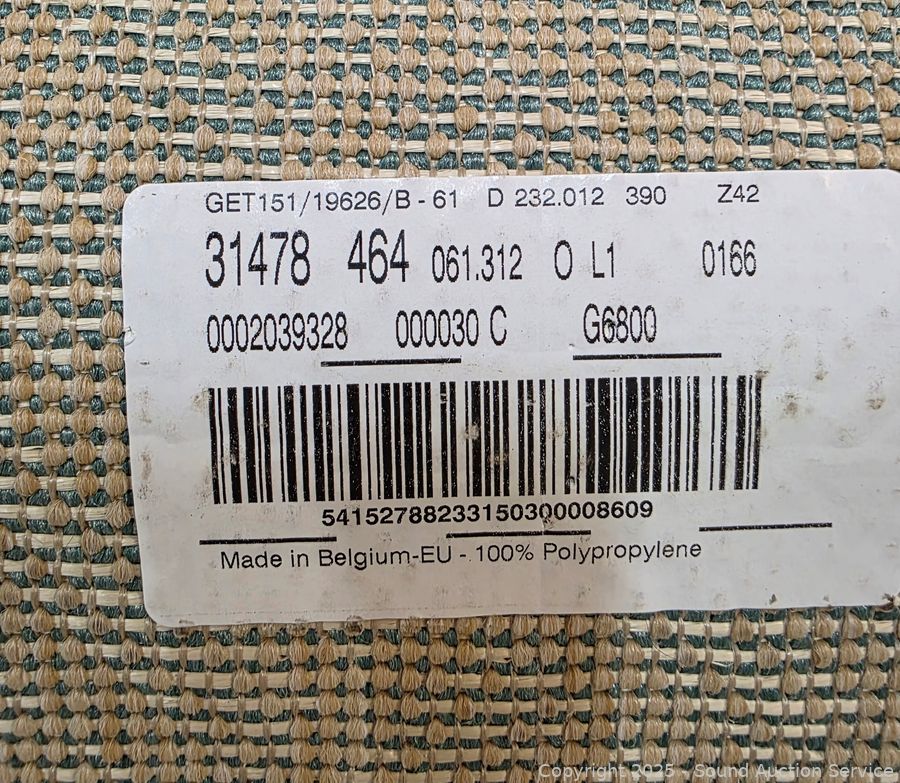 GET151/19626/B - 61 D 232.012 390 Z42
31478 464 061.312 O L1 0166
0002039328 000030 C G6800
54152788233150300008609
Made in Belgium-EU - 100% Polypropylene
Copyright 2025 - Sound Auction Service